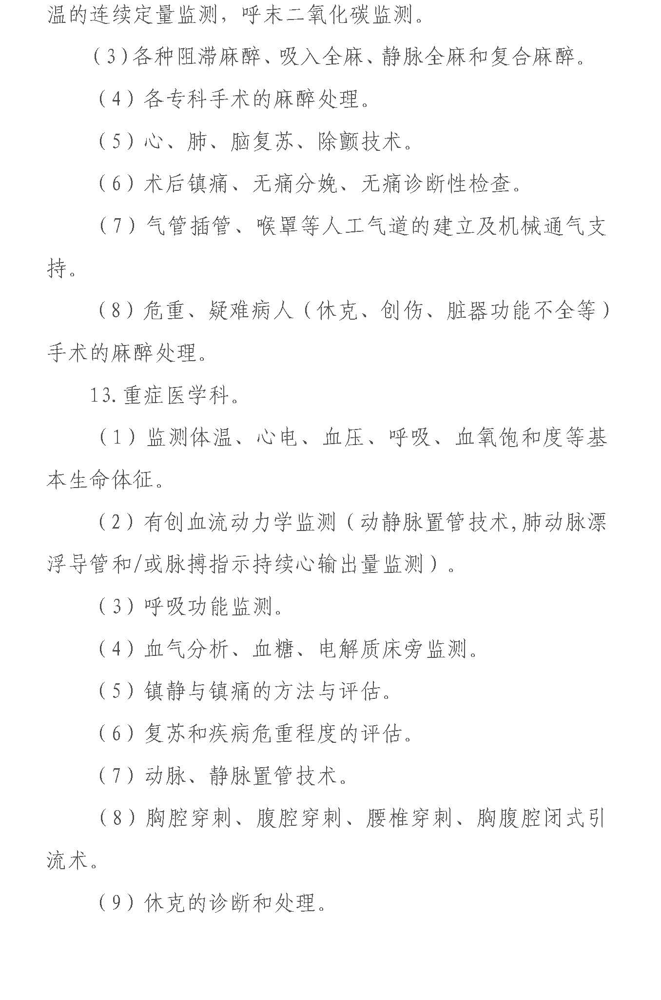 温的连续定量监测，呼末二氧化碳监测。
（3）各种阻滞麻醉、吸入全麻、静脉全麻和复合麻醉。
（4）各专科手术的麻醉处理。
（5）心、肺、脑复苏、除颤技术。
（6）术后镇痛、无痛分娩、无痛诊断性检查。
（7）气管插管、喉罩等人工气道的建立及机械通气支
持。
（8）危重、疑难病人（休克、创伤、脏器功能不全等）
手术的麻醉处理。
13.重症医学科。
（1）监测体温、心电、血压、呼吸、血氧饱和度等基
本生命体征。
（2）有创血流动力学监测（动静脉置管技术,肺动脉漂
浮导管和/或脉搏指示持续心输出量监测）。
（3）呼吸功能监测。
（4）血气分析、血糖、电解质床旁监测。
（5）镇静与镇痛的方法与评估。
（6）复苏和疾病危重程度的评估。
（7）动脉、静脉置管技术。
（8）胸腔穿刺、腹腔穿刺、腰椎穿刺、胸腹腔闭式引
流术。
（9）休克的诊断和处理。